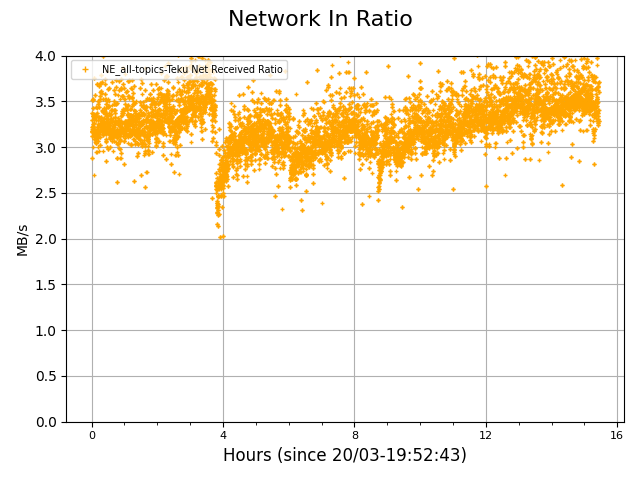 Network In Ratio
NE_all-topics-Teku Net Received Ratio
MB/s
4.0
3.5
3.0
2.5
2.0
1.5
1.0
0.5
0.0
0 4 8 12 16
Hours (since 20/03-19:52:43)